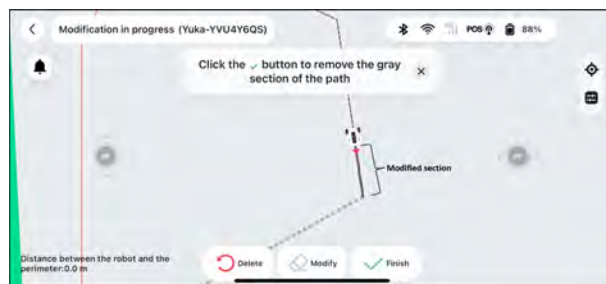 Modification in progress (Yuka-YVU4Y6QS)
POS
88%
Click the ✓ button to remove the gray
section of the path
Modified section
Distance between the robot and the
perimeter:0.0 m
Delete
Modify
Finish